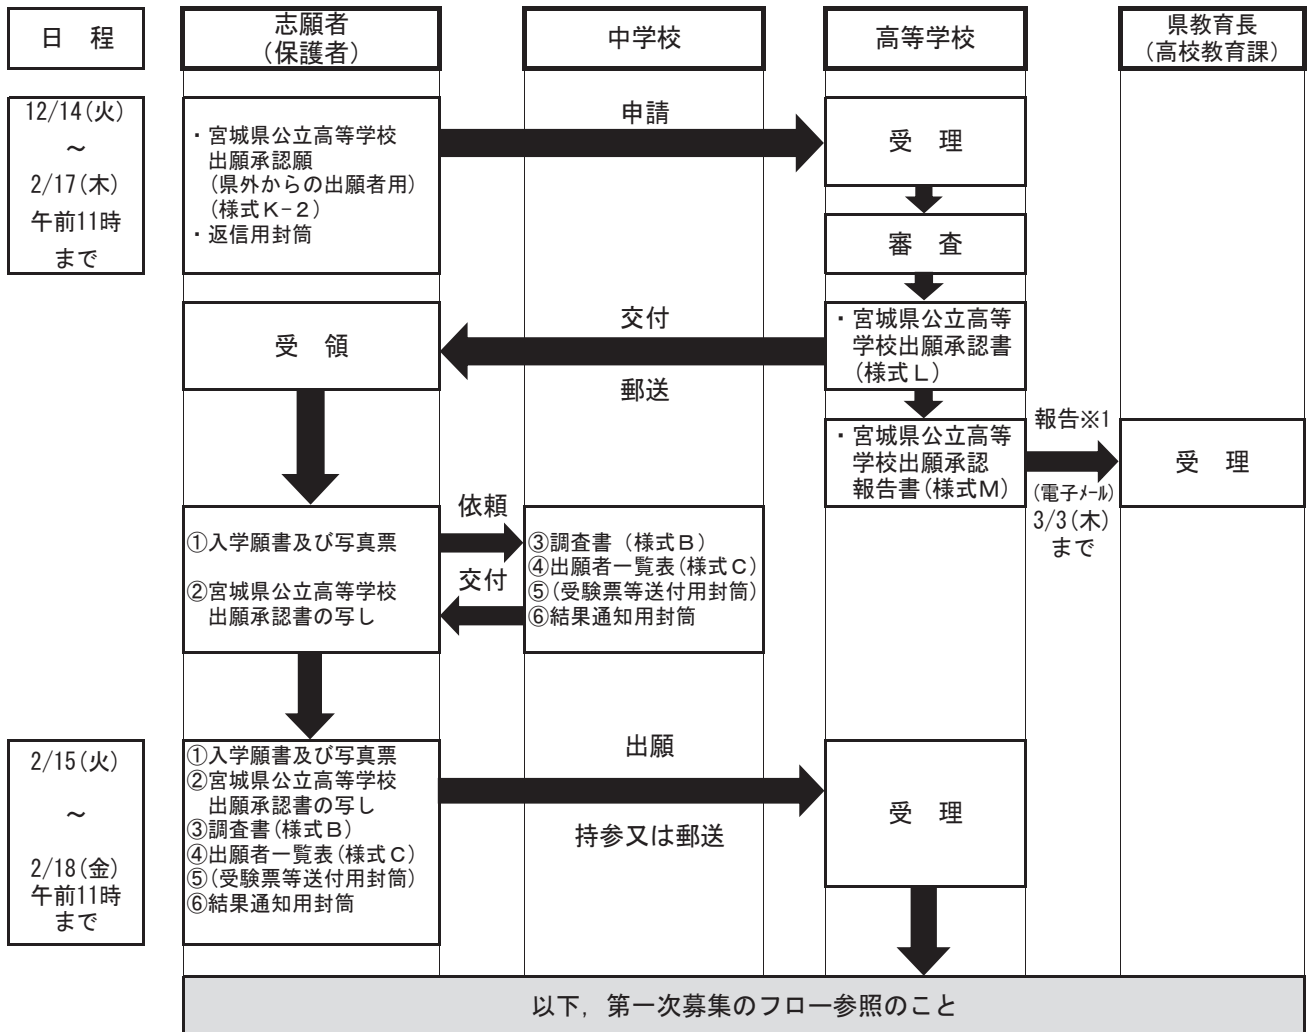 日　程
志願者
（保護者）
中学校
高等学校
県教育長
（高校教育課）
12/14(火)
～
2/17(木)
午前11時
まで
・宮城県公立高等学校
出願承認願
(県外からの出願者用)
(様式Ｋ−２)
・返信用封筒
申請
受　理
審　査
・宮城県公立高等
学校出願承認書
(様式Ｌ)
交付
郵送
受　領
・宮城県公立高等
学校出願承認
報告書(様式Ｍ)
報告※1
(電子ﾒｰﾙ)
3/3(木)
まで
受　理
①入学願書及び写真票
②宮城県公立高等学校
出願承認書の写し
依頼
交付
③調査書（様式Ｂ）
④出願者一覧表(様式Ｃ)
⑤(受験票等送付用封筒)
⑥結果通知用封筒
2/15(火)
～
2/18(金)
午前11時
まで
①入学願書及び写真票
②宮城県公立高等学校
出願承認書の写し
③調査書(様式Ｂ)
④出願者一覧表(様式Ｃ)
⑤(受験票等送付用封筒)
⑥結果通知用封筒
出願
持参又は郵送
受　理
以下，第一次募集のフロー参照のこと